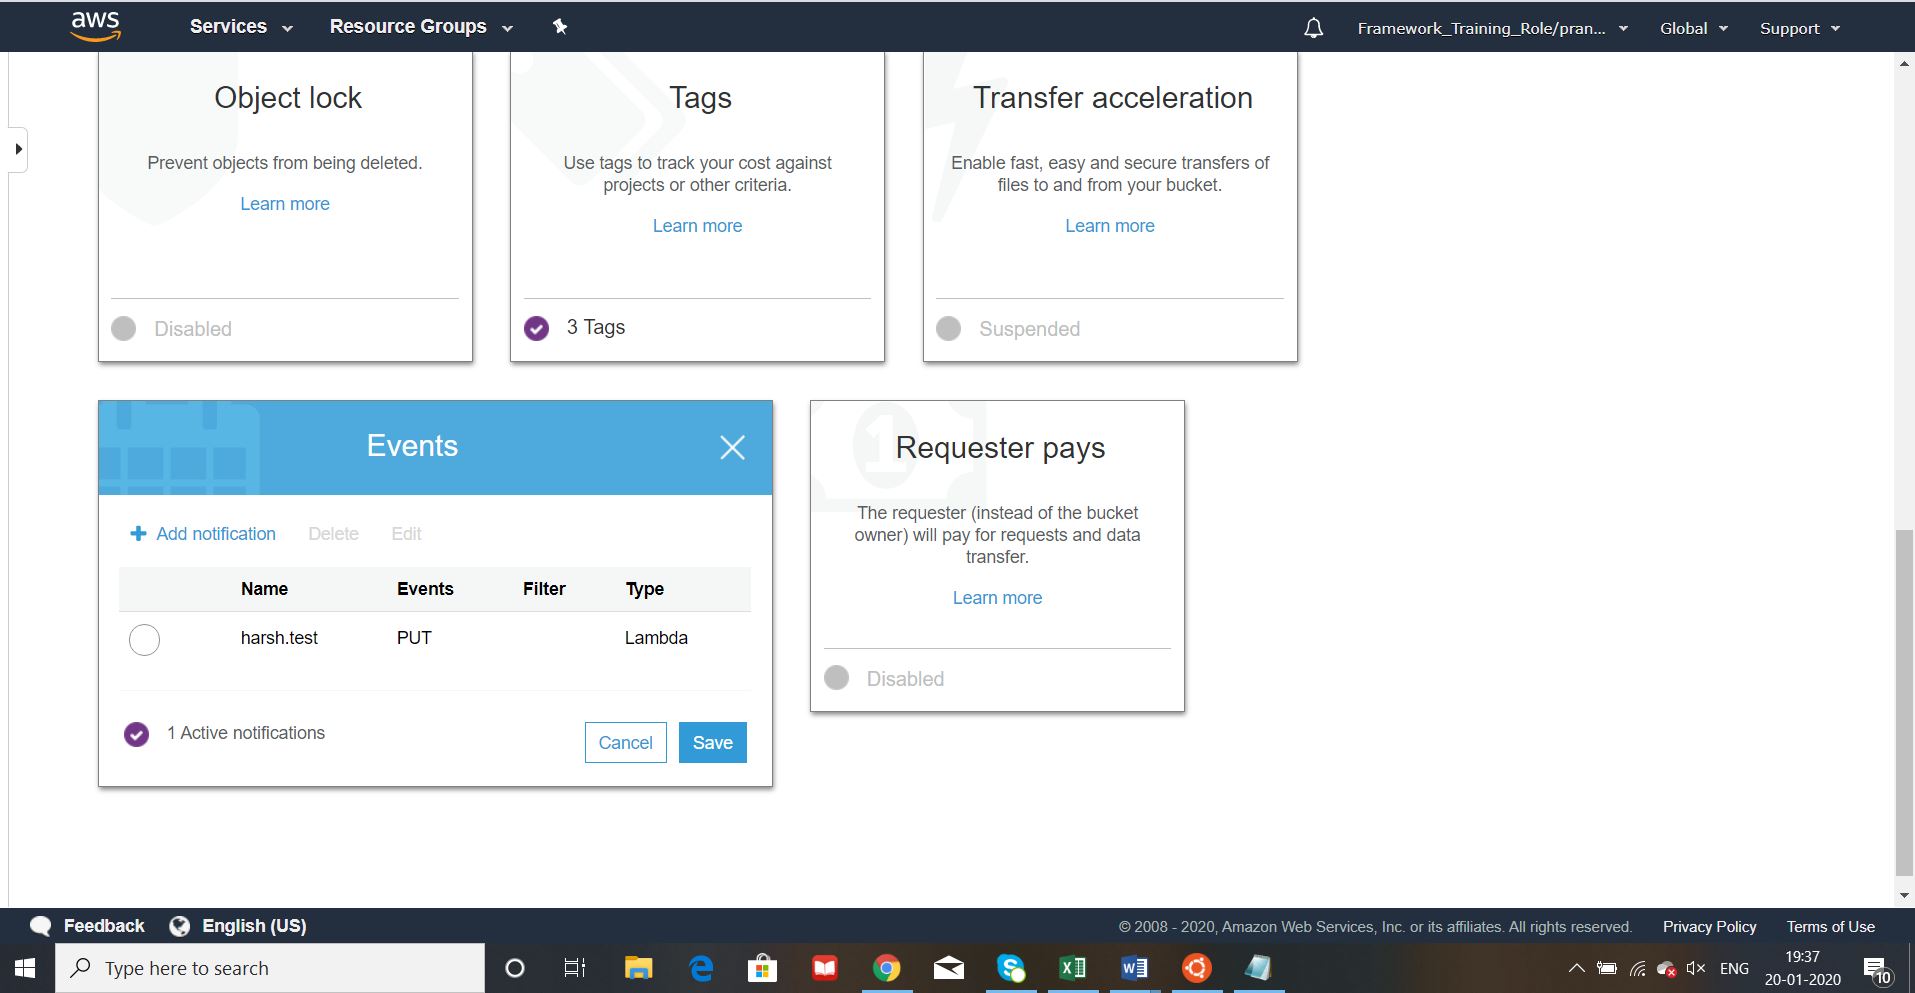 aws Services Resource Groups Framework_Training_Role/pran... Global Support
Object lock
Prevent objects from being deleted.
Learn more
Disabled
Tags
Use tags to track your cost against
projects or other criteria.
Learn more
3 Tags
Transfer acceleration
Enable fast, easy and secure transfers of
files to and from your bucket.
Learn more
Suspended
Events
Add notification Delete Edit
Name Events Filter Type
harsh.test PUT Lambda
1 Active notifications Cancel Save
1
Requester pays
The requester (instead of the bucket
owner) will pay for requests and data
transfer.
Learn more
Disabled
Feedback English (US) © 2008 - 2020, Amazon Web Services, Inc. or its affiliates. All rights reserved. Privacy Policy Terms of Use
Type here to search ENG
19:37
20-01-2020
10